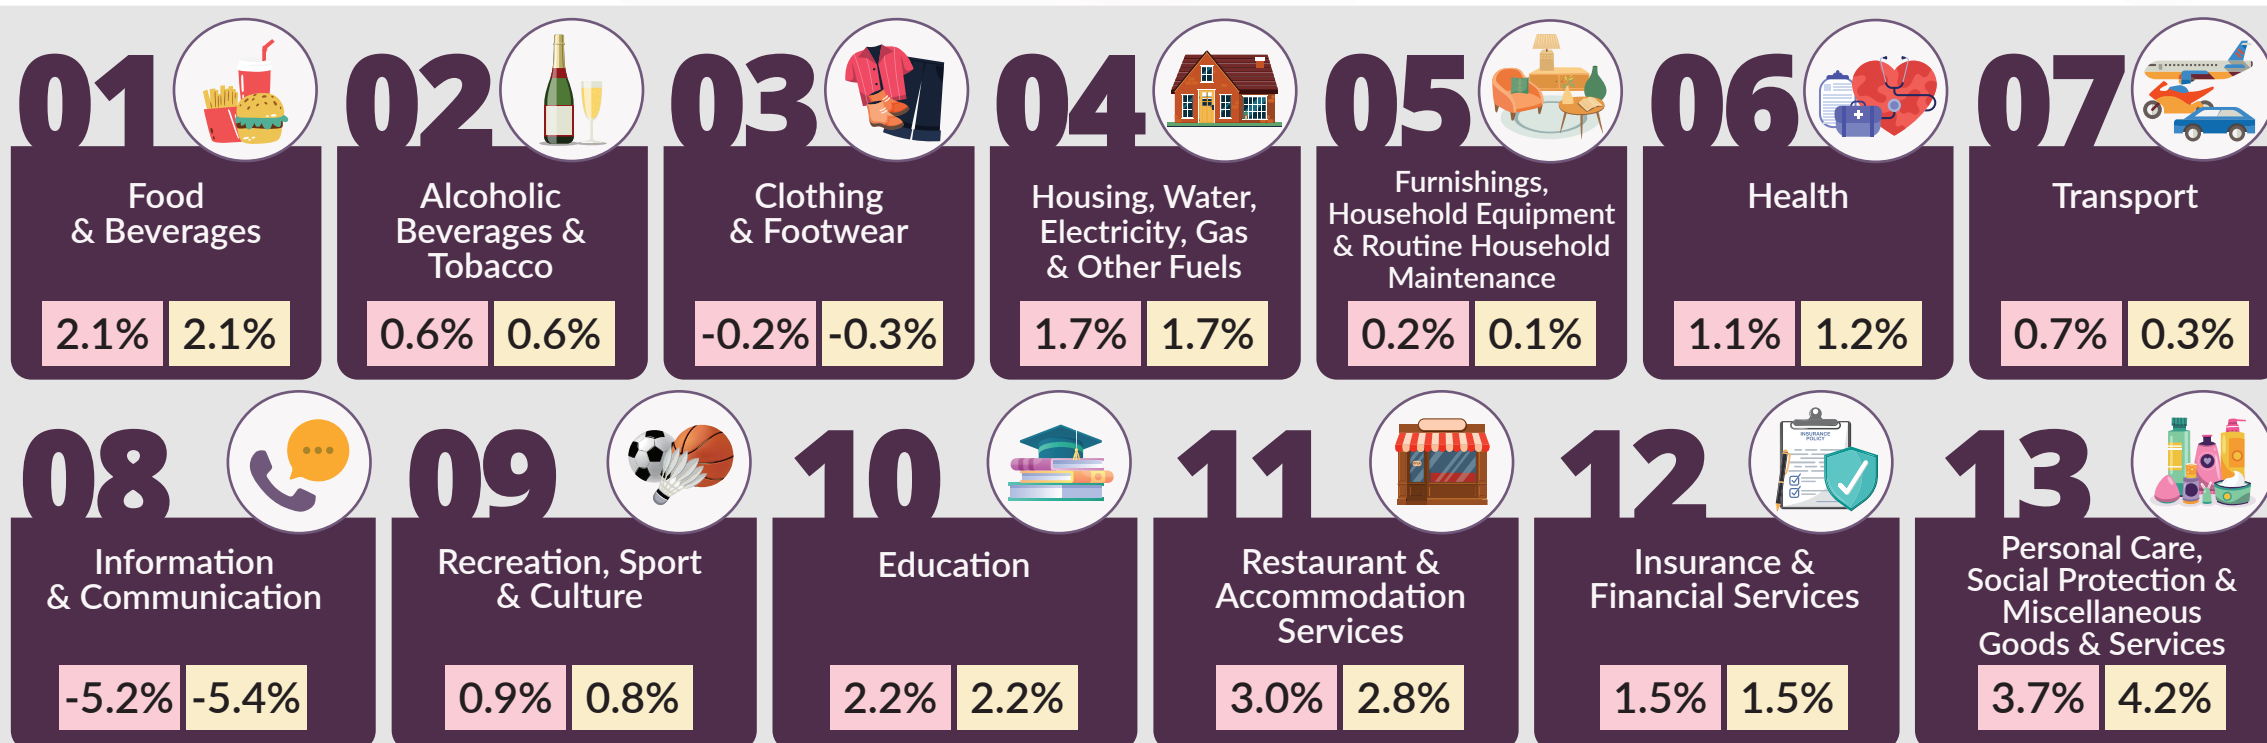 01
Food
& Beverages
2.1% 2.1%
02
Alcoholic
Beverages &
Tobacco
0.6% 0.6%
03
Clothing
& Footwear
-0.2% -0.3%
04
Housing, Water,
Electricity, Gas
& Other Fuels
1.7% 1.7%
05
Furnishings,
Household Equipment
& Routine Household
Maintenance
0.2% 0.1%
06
Health
1.1% 1.2%
07
Transport
0.7% 0.3%
08
Information
& Communication
-5.2% -5.4%
09
Recreation, Sport
& Culture
0.9% 0.8%
10
Education
2.2% 2.2%
11
Restaurant &
Accommodation
Services
3.0% 2.8%
12
INSURANCE
POLICY
Insurance &
Financial Services
1.5% 1.5%
13
Personal Care,
Social Protection &
Miscellaneous
Goods & Services
3.7% 4.2%